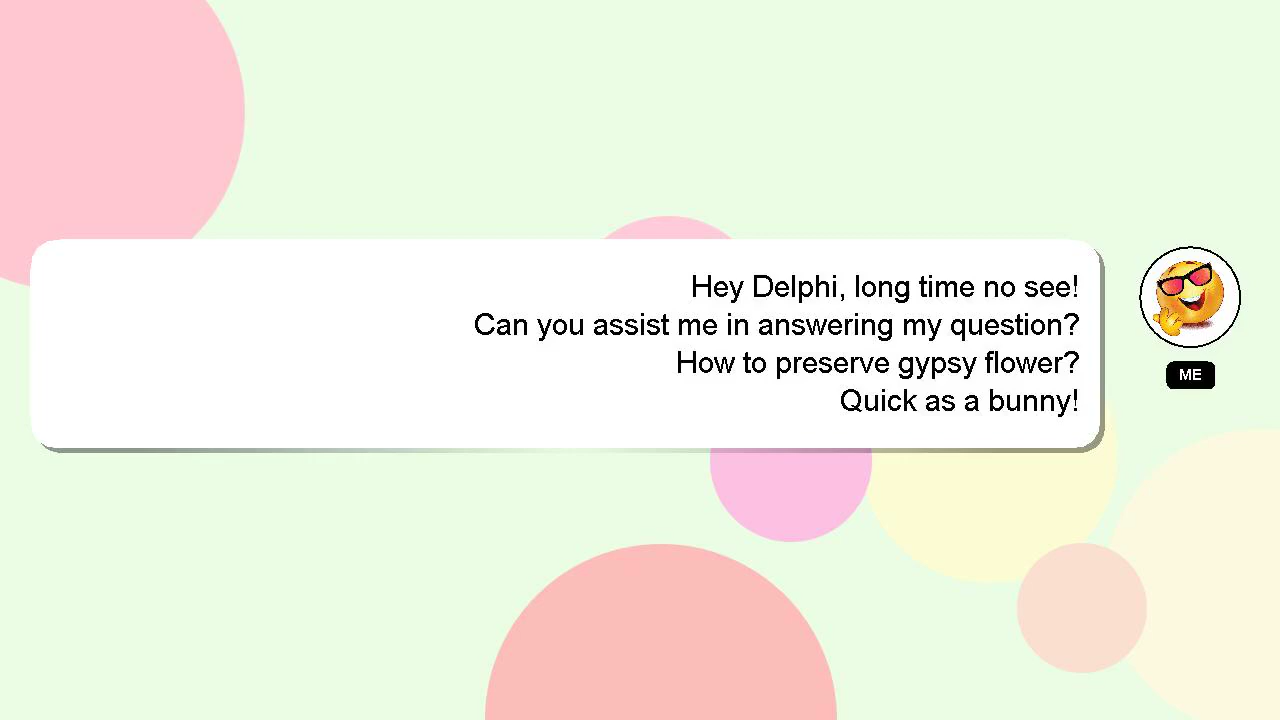 Hey Delphi, long time no see!
Can you assist me in answering my question?
How to preserve gypsy flower?
Quick as a bunny!
ME